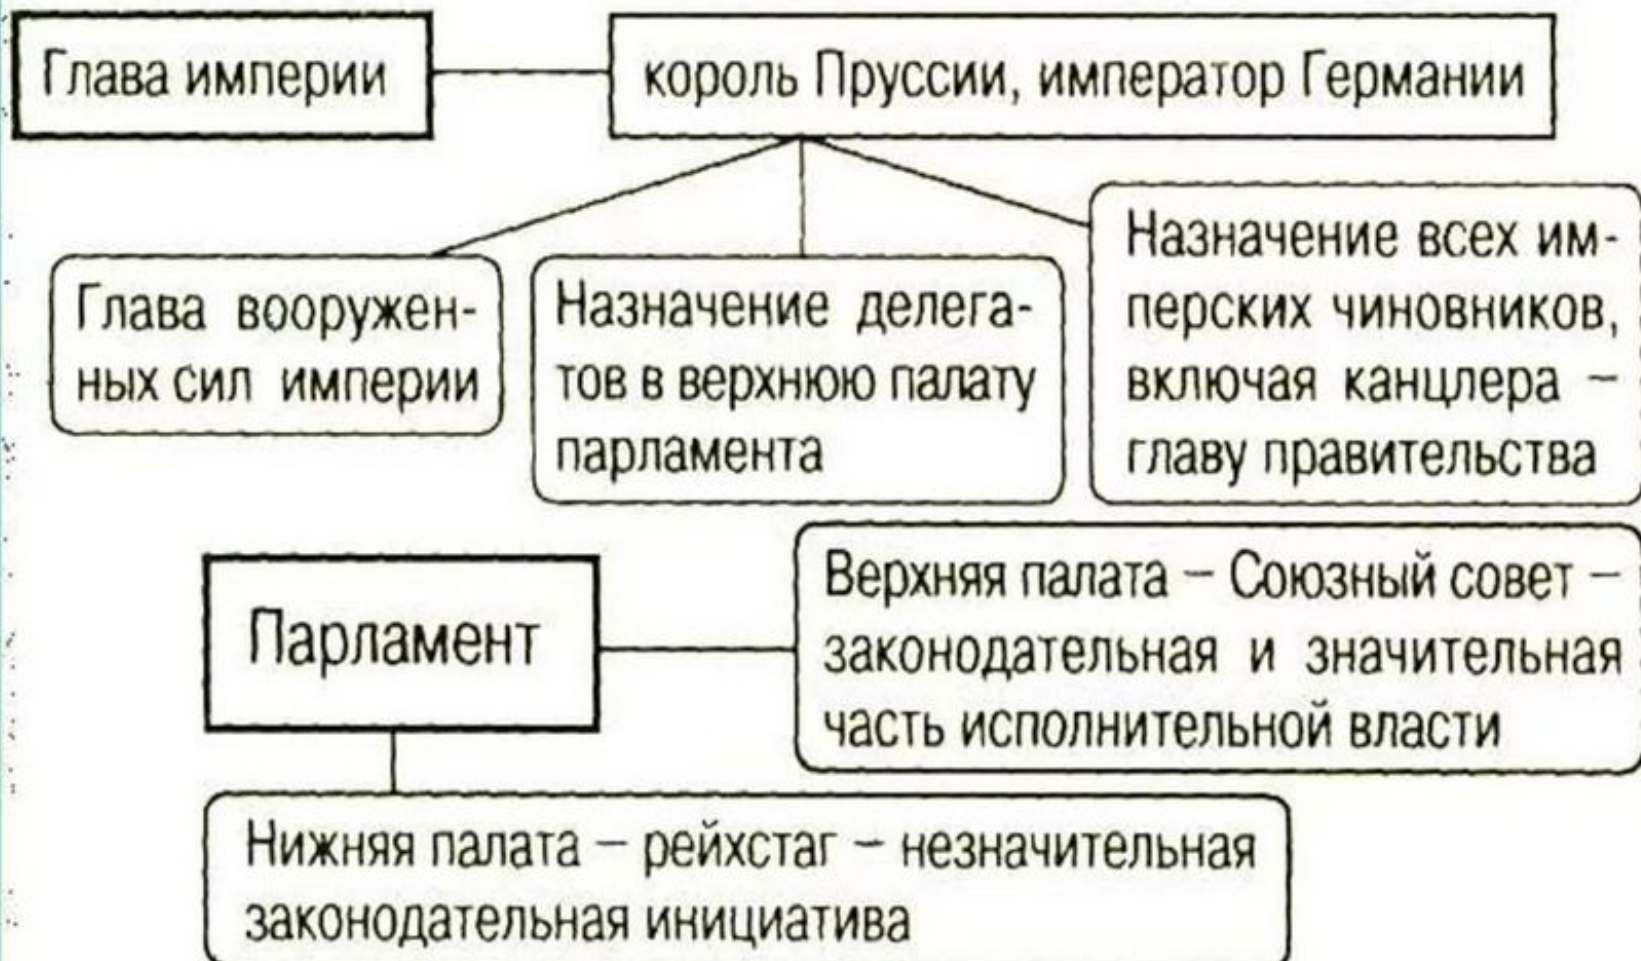 Глава империи
король Пруссии, император Германии
Глава вооружен-
ных сил империи
Назначение делега-
тов в верхнюю палату
парламента
Назначение всех им-
перских чиновников,
включая канцлера –
главу правительства
Парламент
Верхняя палата – Союзный совет –
законодательная и значительная
часть исполнительной власти
Нижняя палата – рейхстаг – незначительная
законодательная инициатива